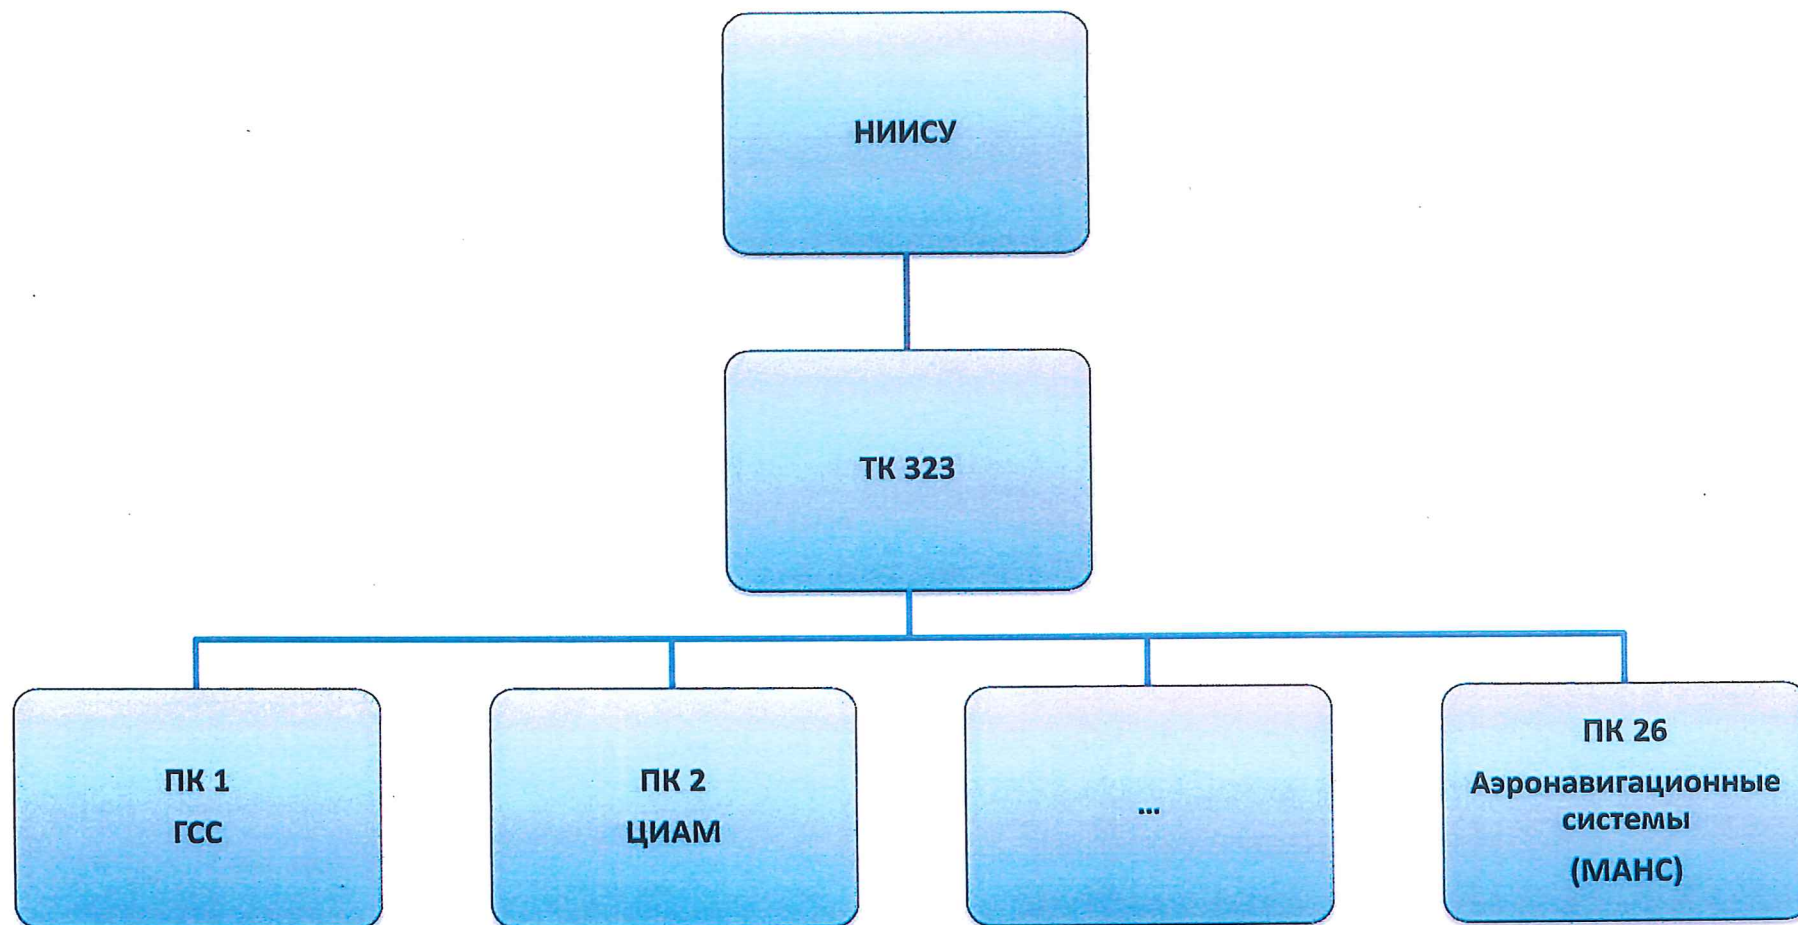 НИИСУ
ТК 323
ПК 1
ГСС
ПК 2
ЦИАМ
...
ПК 26
Аэронавигационные
системы
(МАНС)